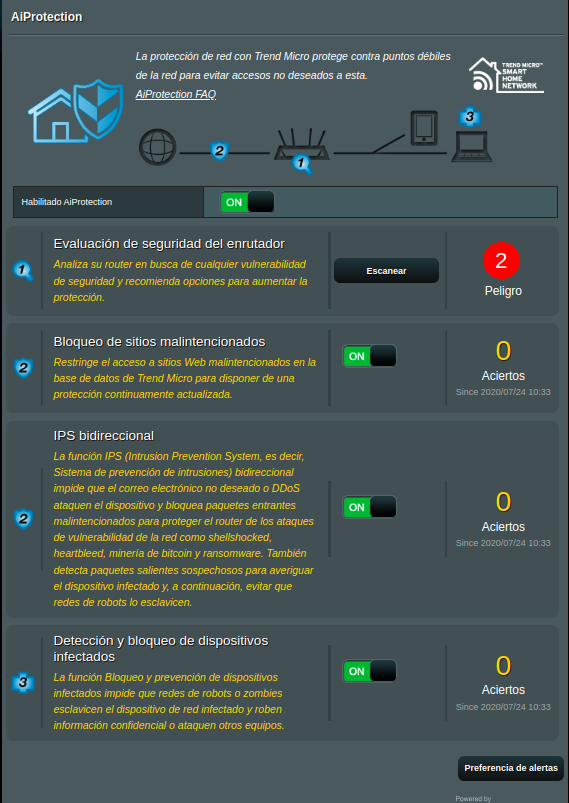 AiProtection
La protección de red con Trend Micro protege contra puntos débiles
de la red para evitar accesos no deseados a esta.
AiProtection FAQ
TREND MICRO™
SMART
HOME
NETWORK
3
2
1
Habilitado AiProtection
ON
1
Evaluación de seguridad del enrutador
Analiza su router en busca de cualquier vulnerabilidad
de seguridad y recomienda opciones para aumentar la
protección.
Escanear
2
Peligro
2
Bloqueo de sitios malintencionados
Restringe el acceso a sitios Web malintencionados en la
base de datos de Trend Micro para disponer de una
protección continuamente actualizada.
ON
0
Aciertos
Since 2020/07/24 10:33
2
IPS bidireccional
La función IPS (Intrusion Prevention System, es decir,
Sistema de prevención de intrusiones) bidireccional
impide que el correo electrónico no deseado o DDoS
ataquen el dispositivo y bloquea paquetes entrantes
malintencionados para proteger el router de los ataques
de vulnerabilidad de la red como shellshocked,
heartbleed, minería de bitcoin y ransomware. También
detecta paquetes salientes sospechosos para averiguar
el dispositivo infectado y, a continuación, evitar que
redes de robots lo esclavicen.
ON
0
Aciertos
Since 2020/07/24 10:33
3
Detección y bloqueo de dispositivos
infectados
La función Bloqueo y prevención de dispositivos
infectados impide que redes de robots o zombies
esclavicen el dispositivo de red infectado y roben
información confidencial o ataquen otros equipos.
ON
0
Aciertos
Since 2020/07/24 10:33
Preferencia de alertas
Powered by